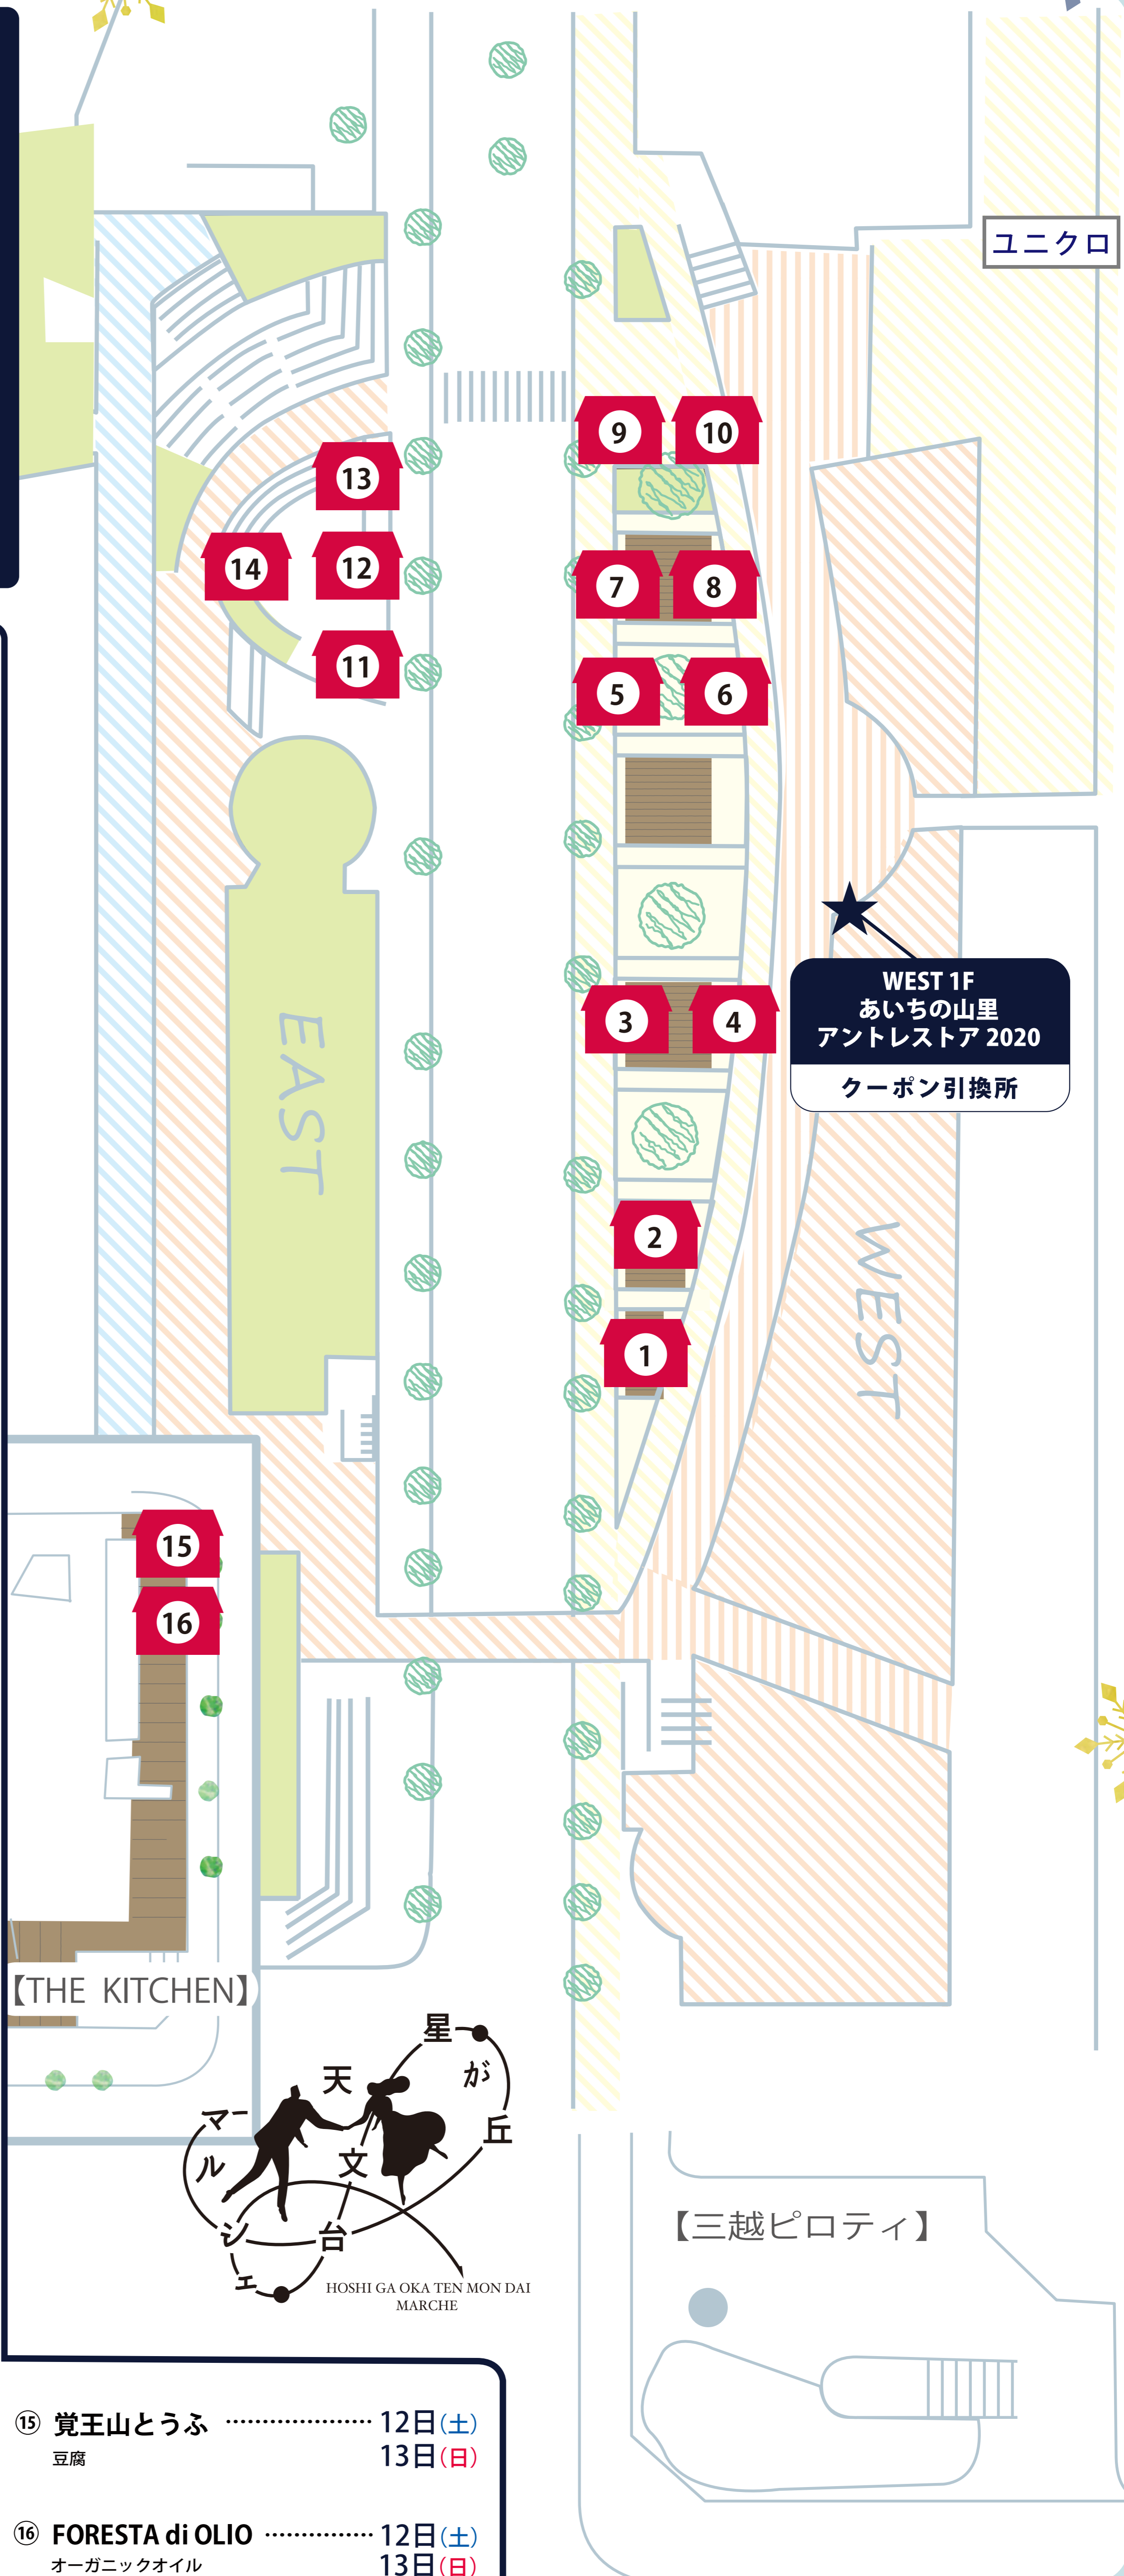 ユニクロ
9
10
13
14
12
7
8
11
5
6
WEST 1F
あいちの山里
アントレストア 2020
クーポン引換所
3
4
EAST
2
WEST
1
15
16
【THE KITCHEN】
星が丘
天文台
マルシェ
HOSHI GA OKA TEN MON DAI
MARCHE
【三越ピロティ】
⑮ 覚王山とうふ ………………… 12日(土)
豆腐 13日(日)
⑯ FORESTA di OLIO …………… 12日(土)
オーガニックオイル 13日(日)